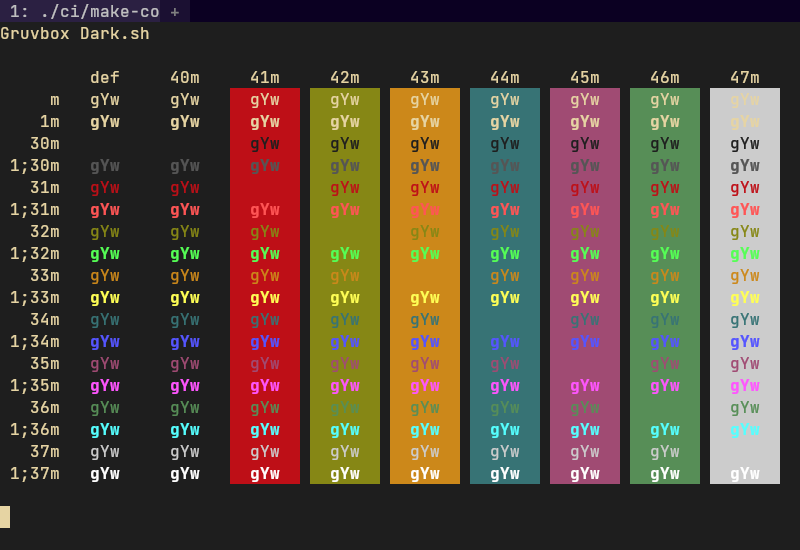 1: ./ci/make-co +
Gruvbox Dark.sh
def 40m 41m 42m 43m 44m 45m 46m 47m
m gYw gYw gYw gYw gYw gYw gYw gYw gYw
1m gYw gYw gYw gYw gYw gYw gYw gYw gYw
30m gYw gYw gYw gYw gYw gYw gYw
1;30m gYw gYw gYw gYw gYw gYw gYw gYw gYw
31m gYw gYw gYw gYw gYw gYw gYw gYw
1;31m gYw gYw gYw gYw gYw gYw gYw gYw gYw
32m gYw gYw gYw gYw gYw gYw gYw gYw
1;32m gYw gYw gYw gYw gYw gYw gYw gYw gYw
33m gYw gYw gYw gYw gYw gYw gYw gYw
1;33m gYw gYw gYw gYw gYw gYw gYw gYw gYw
34m gYw gYw gYw gYw gYw gYw gYw gYw
1;34m gYw gYw gYw gYw gYw gYw gYw gYw gYw
35m gYw gYw gYw gYw gYw gYw gYw gYw
1;35m gYw gYw gYw gYw gYw gYw gYw gYw gYw
36m gYw gYw gYw gYw gYw gYw gYw gYw
1;36m gYw gYw gYw gYw gYw gYw gYw gYw gYw
37m gYw gYw gYw gYw gYw gYw gYw gYw
1;37m gYw gYw gYw gYw gYw gYw gYw gYw gYw